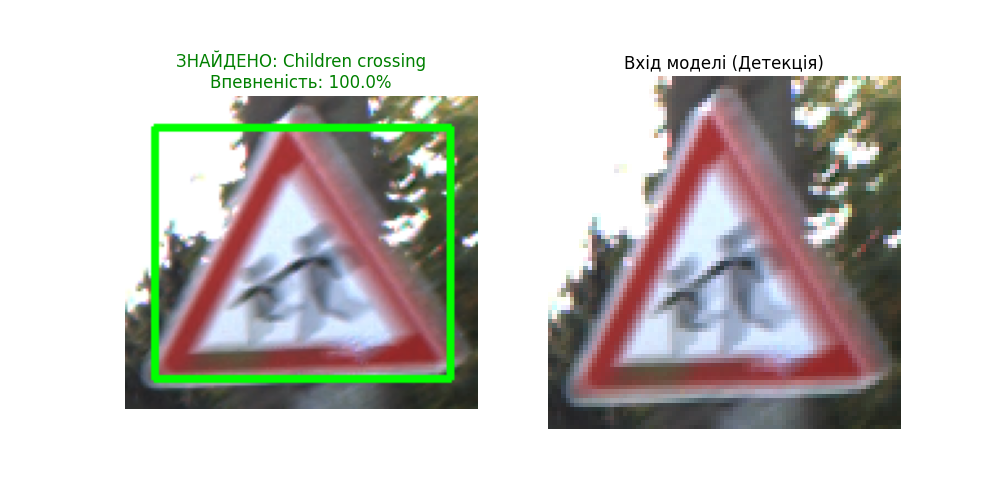 ЗНАЙДЕНО: Children crossing
Впевненість: 100.0%
Вхід моделі (Детекція)